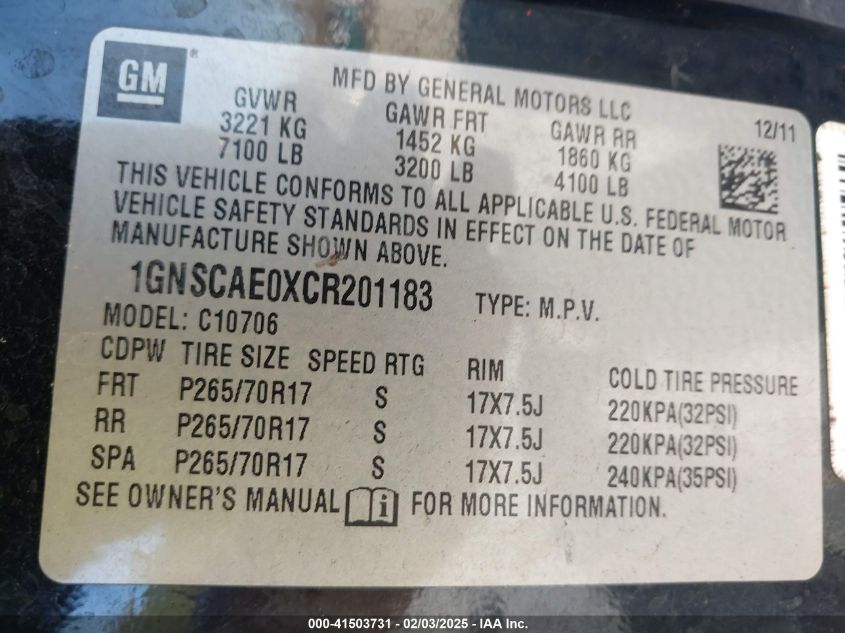 GM ®
MFD BY GENERAL MOTORS LLC
GVWR GAWR FRT GAWR RR 12/11
3221 KG 1452 KG 1860 KG
7100 LB 3200 LB 4100 LB
THIS VEHICLE CONFORMS TO ALL APPLICABLE U.S. FEDERAL MOTOR
VEHICLE SAFETY STANDARDS IN EFFECT ON THE DATE OF
MANUFACTURE SHOWN ABOVE.
1GNSCAE0XCR201183 TYPE: M.P.V.
MODEL: C10706
CDPW TIRE SIZE SPEED RTG RIM COLD TIRE PRESSURE
FRT P265/70R17 S 17X7.5J 220KPA(32PSI)
RR P265/70R17 S 17X7.5J 220KPA(32PSI)
SPA P265/70R17 S 17X7.5J 240KPA(35PSI)
SEE OWNER'S MANUAL i FOR MORE INFORMATION.
000-41503731 - 02/03/2025 - IAA Inc.